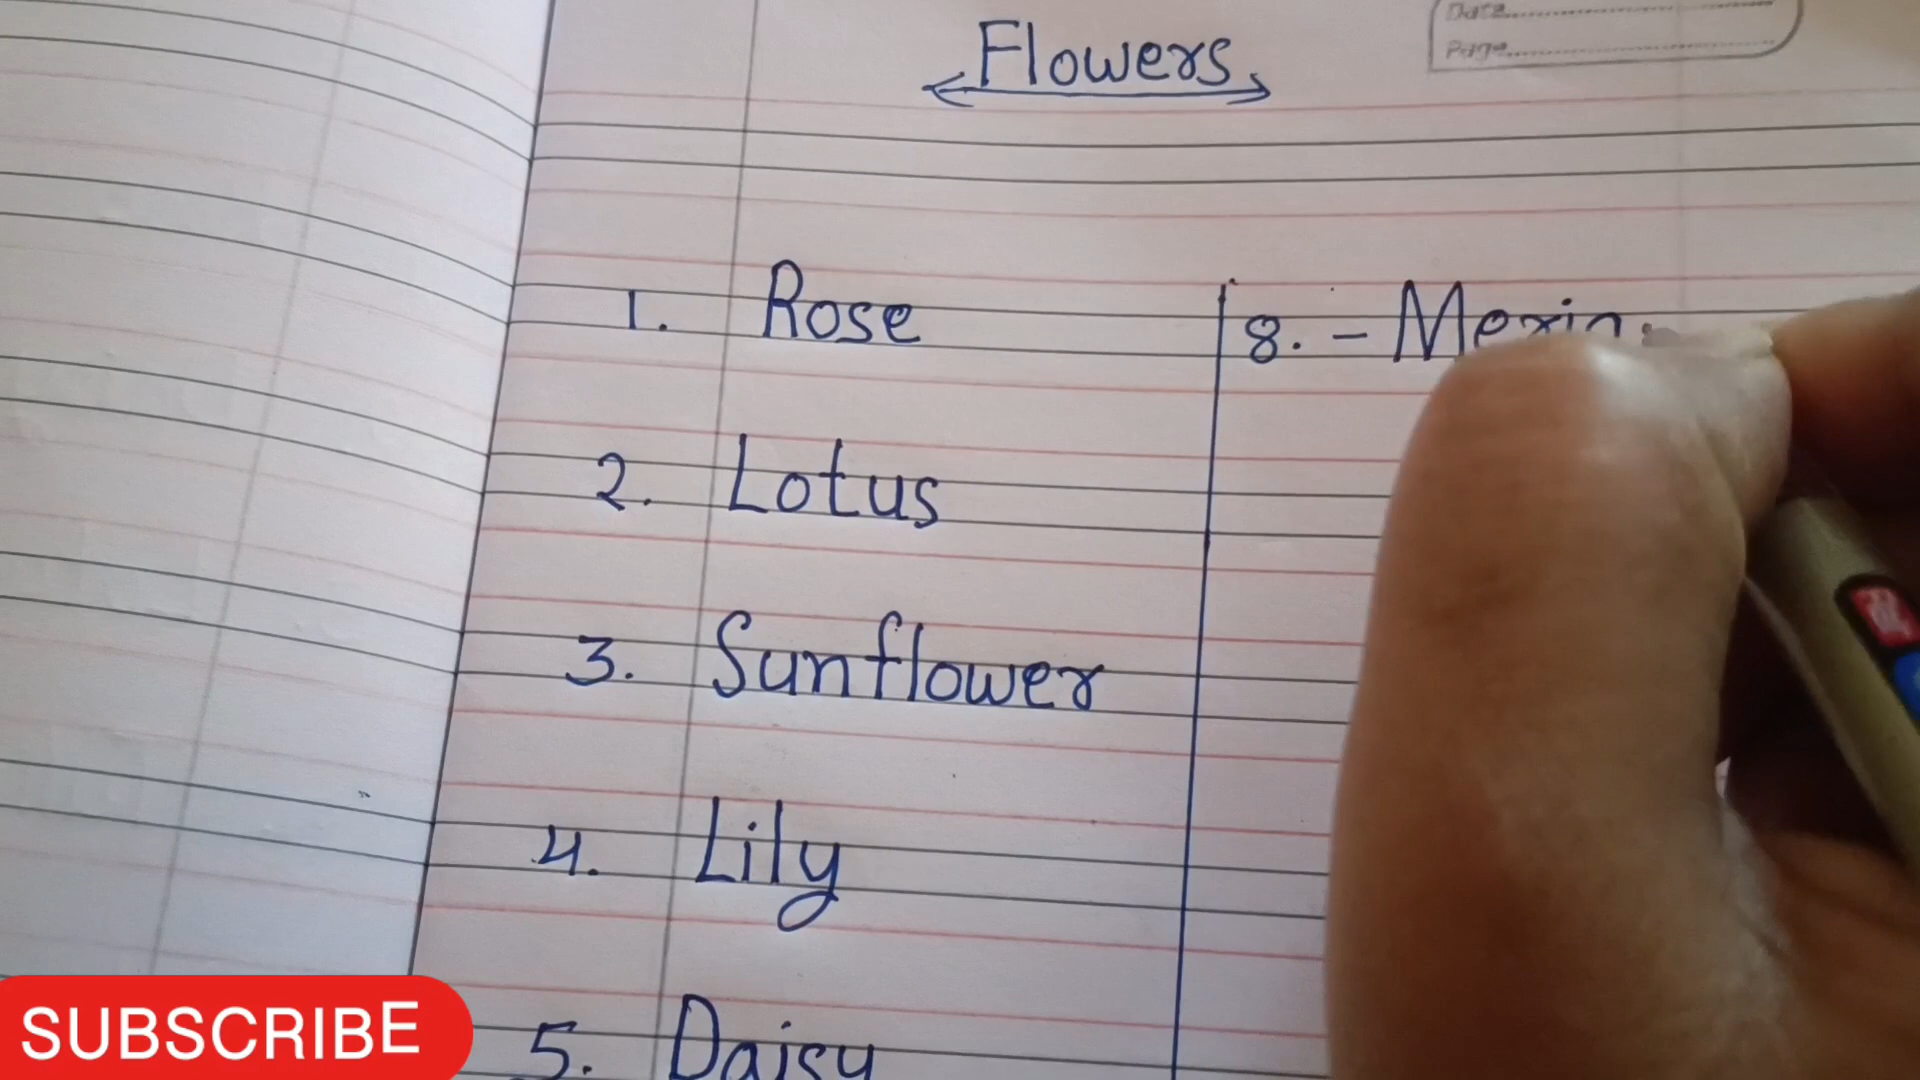 Date
Page
Flowers
1. Rose
2. Lotus
3. Sunflower
4. Lily
5. Daisy
8. -
SUBSCRIBE